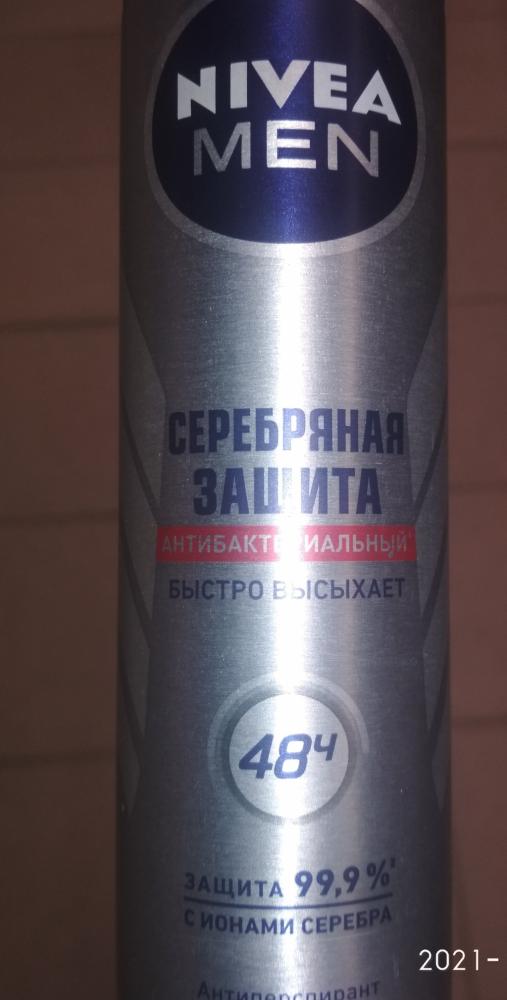 NIVEA
MEN
СЕРЕБРЯНАЯ
ЗАЩИТА
АНТИБАКТЕРИАЛЬНЫЙ*
БЫСТРО ВЫСЫХАЕТ
48ч
ЗАЩИТА 99,9%*
С ИОНАМИ СЕРЕБРА
Антиперспирант
2021-